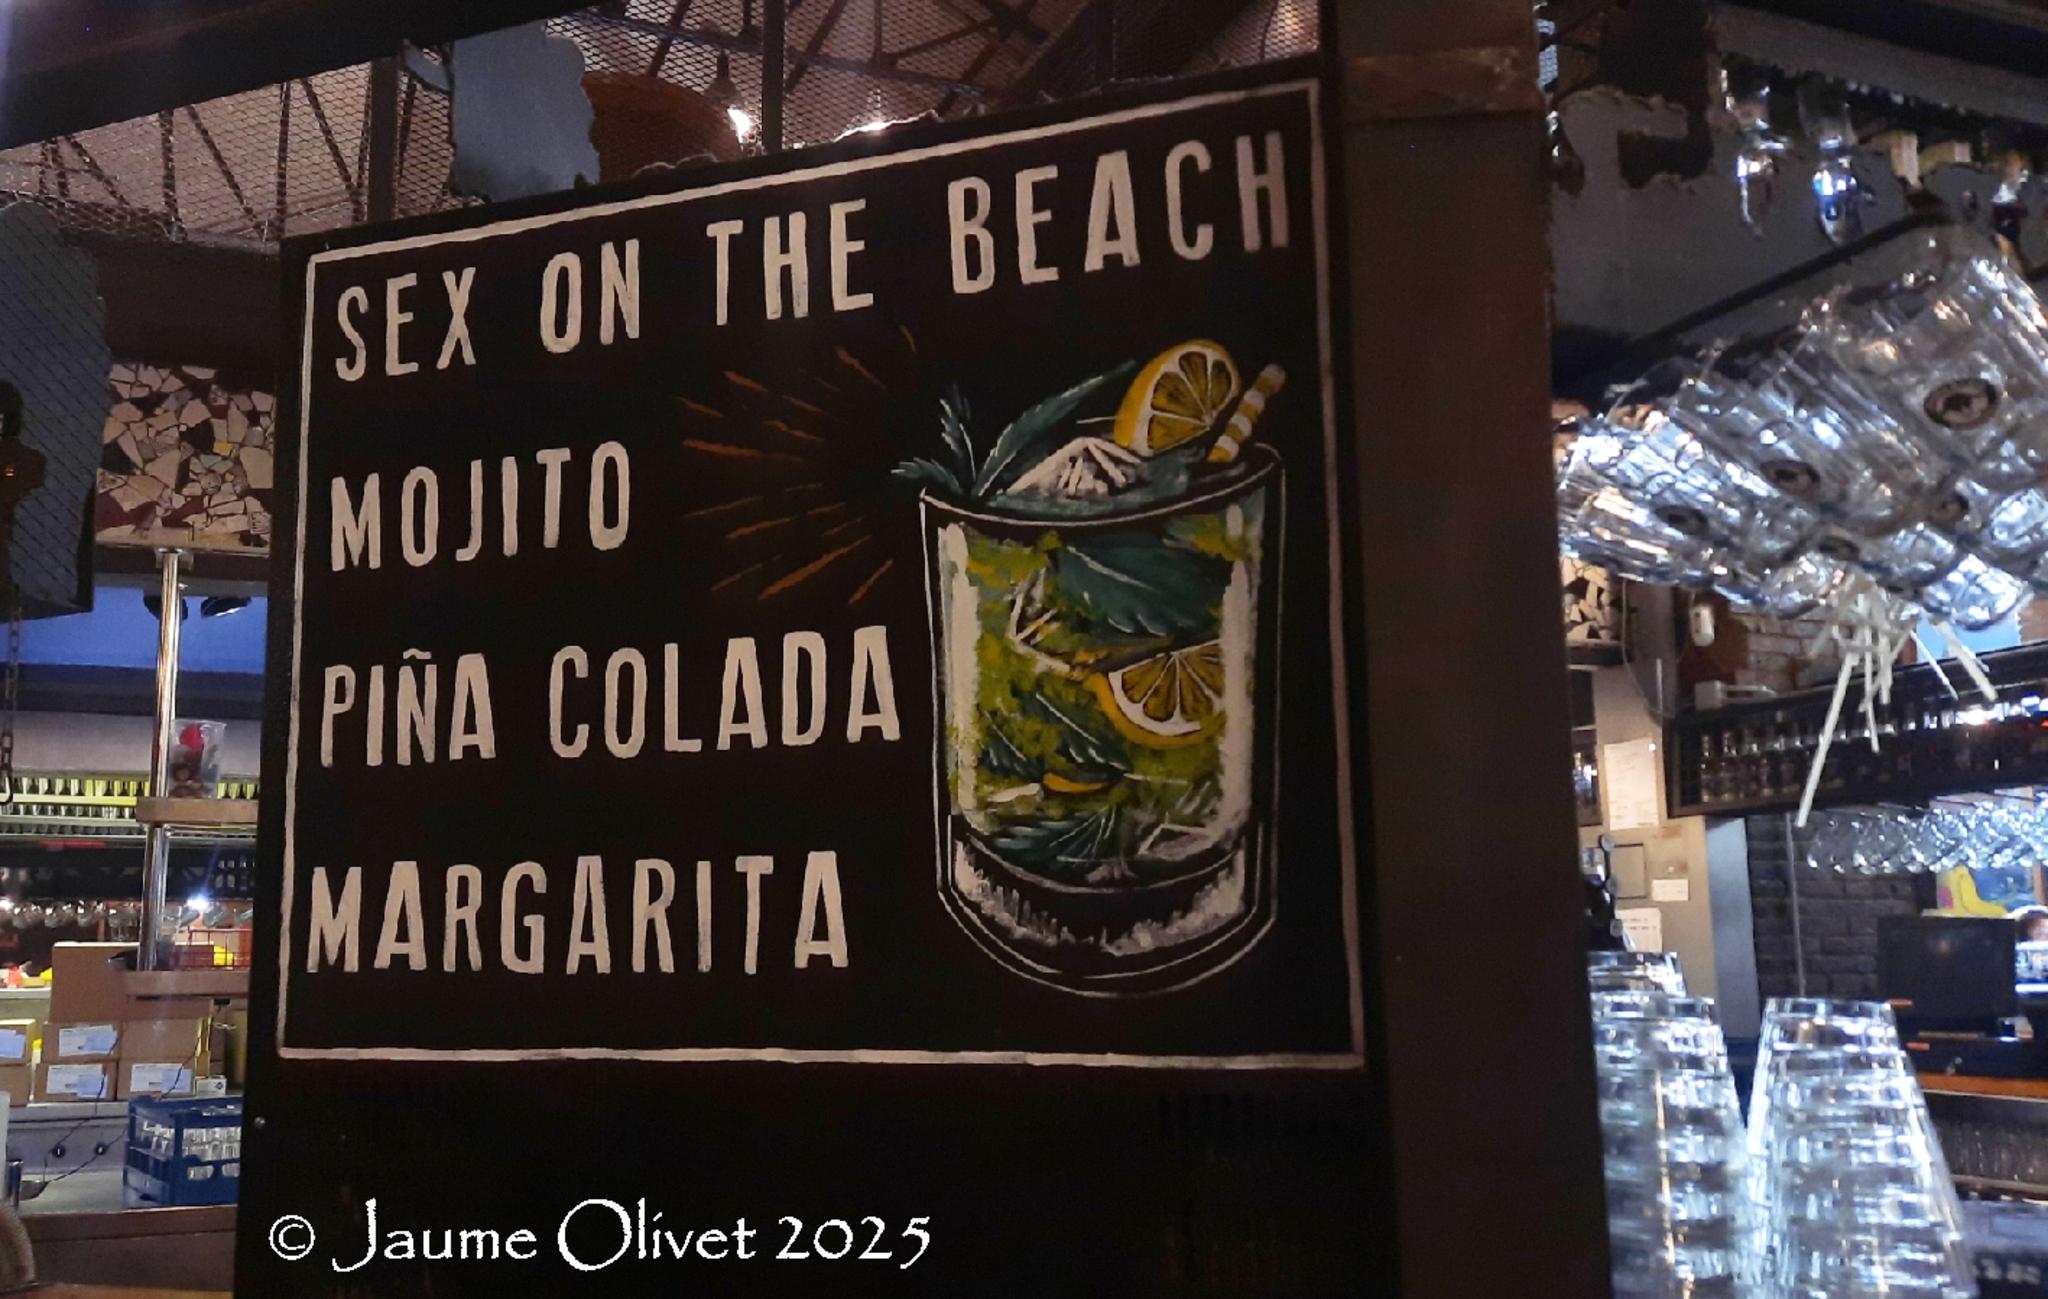 SEX ON THE BEACH
MOJITO
PIÑA COLADA
MARGARITA
© Jaume Olivet 2025